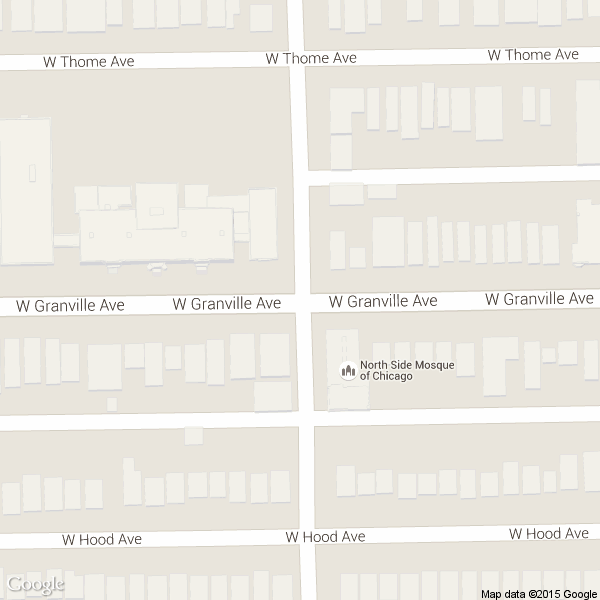 W Thome Ave
W Thome Ave
W Thome Ave
W Granville Ave
W Granville Ave
W Granville Ave
W Granville Ave
North Side Mosque
of Chicago
W Hood Ave
W Hood Ave
W Hood Ave
Google
Map data ©2015 Google